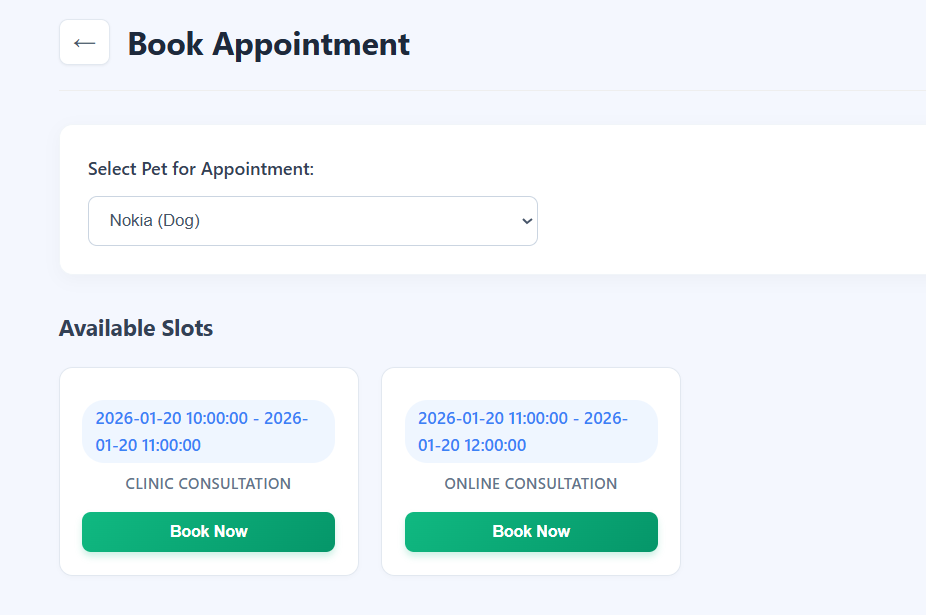 ←
Book Appointment
Select Pet for Appointment:
Nokia (Dog)
Available Slots
2026-01-20 10:00:00 - 2026-
01-20 11:00:00
CLINIC CONSULTATION
Book Now
2026-01-20 11:00:00 - 2026-
01-20 12:00:00
ONLINE CONSULTATION
Book Now